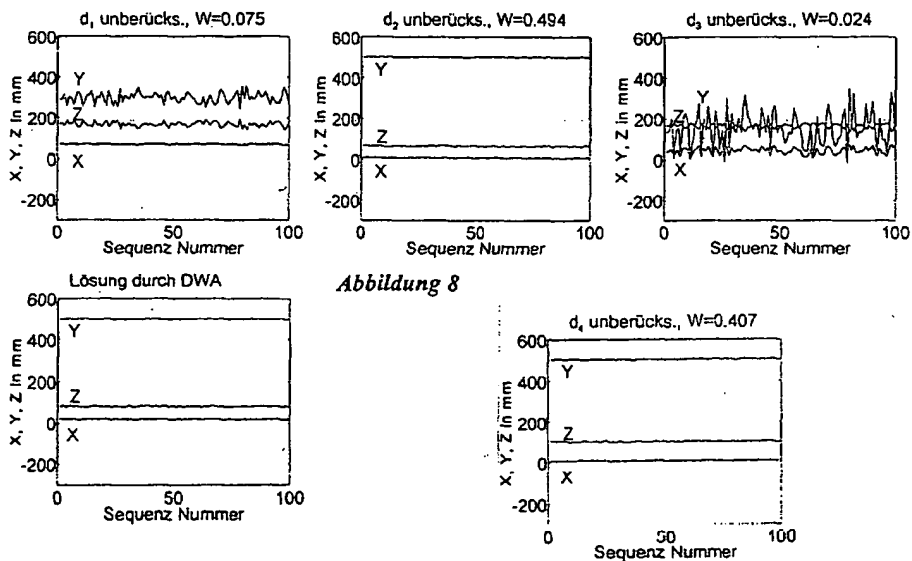 d₁ unberücks., W=0.075
600
400
200
0
-200
X, Y, Z in mm
Y
Z
X
0 50 100
Sequenz Nummer
d₂ unberücks., W=0.494
600
400
200
0
-200
X, Y, Z in mm
Y
Z
X
0 50 100
Sequenz Nummer
d₃ unberücks., W=0.024
600
400
200
0
-200
X, Y, Z in mm
Z Y
X
0 50 100
Sequenz Nummer
Lösung durch DWA
600
400
200
0
-200
X, Y, Z in mm
Y
Z
X
0 50 100
Sequenz Nummer
Abbildung 8
d₄ unberücks., W=0.407
600
400
200
0
-200
X, Y, Z in mm
Y
Z
X
0 50 100
Sequenz Nummer